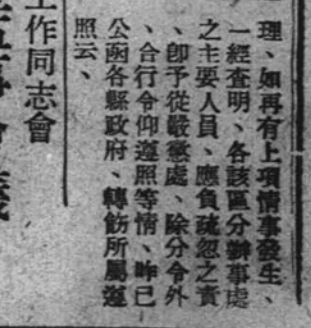 理、如再有上項情事發生、
一經查明、各該區分辦事處
之主要人員、應負疏忽之責
、卽予從嚴懲處、除分令外
、合行令仰遵照等情、昨已
公函各縣政府、轉飭所屬遵
照云、
工作同志會